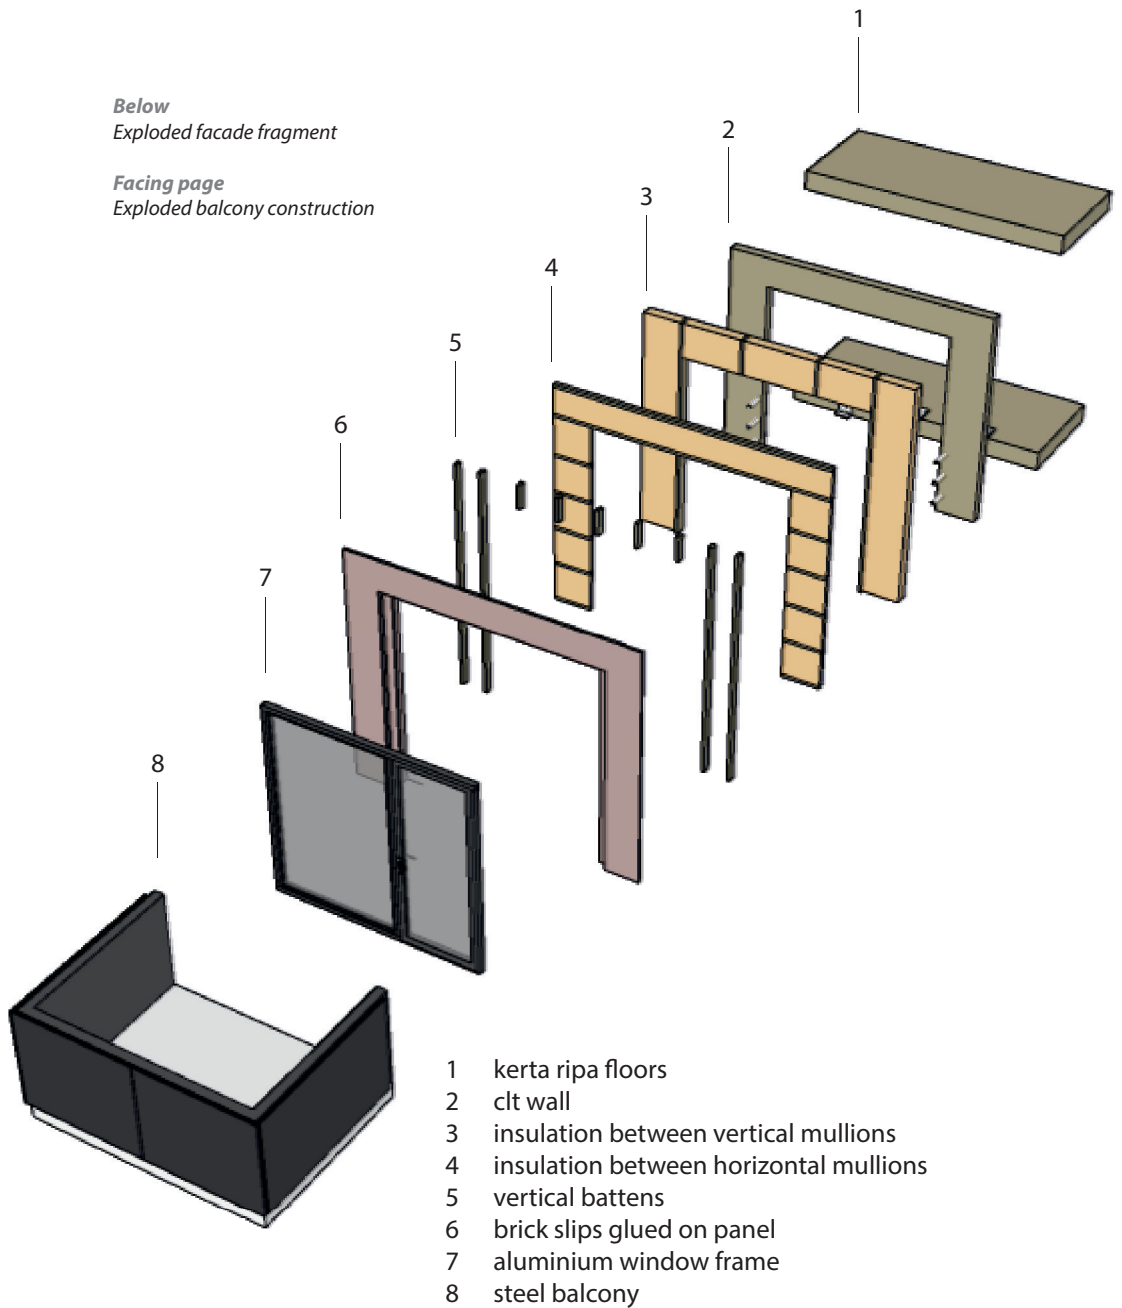 1
2
3
4
5
6
7
8
Below
Exploded facade fragment
Facing page
Exploded balcony construction
1 kerta ripa floors
2 clt wall
3 insulation between vertical mullions
4 insulation between horizontal mullions
5 vertical battens
6 brick slips glued on panel
7 aluminium window frame
8 steel balcony